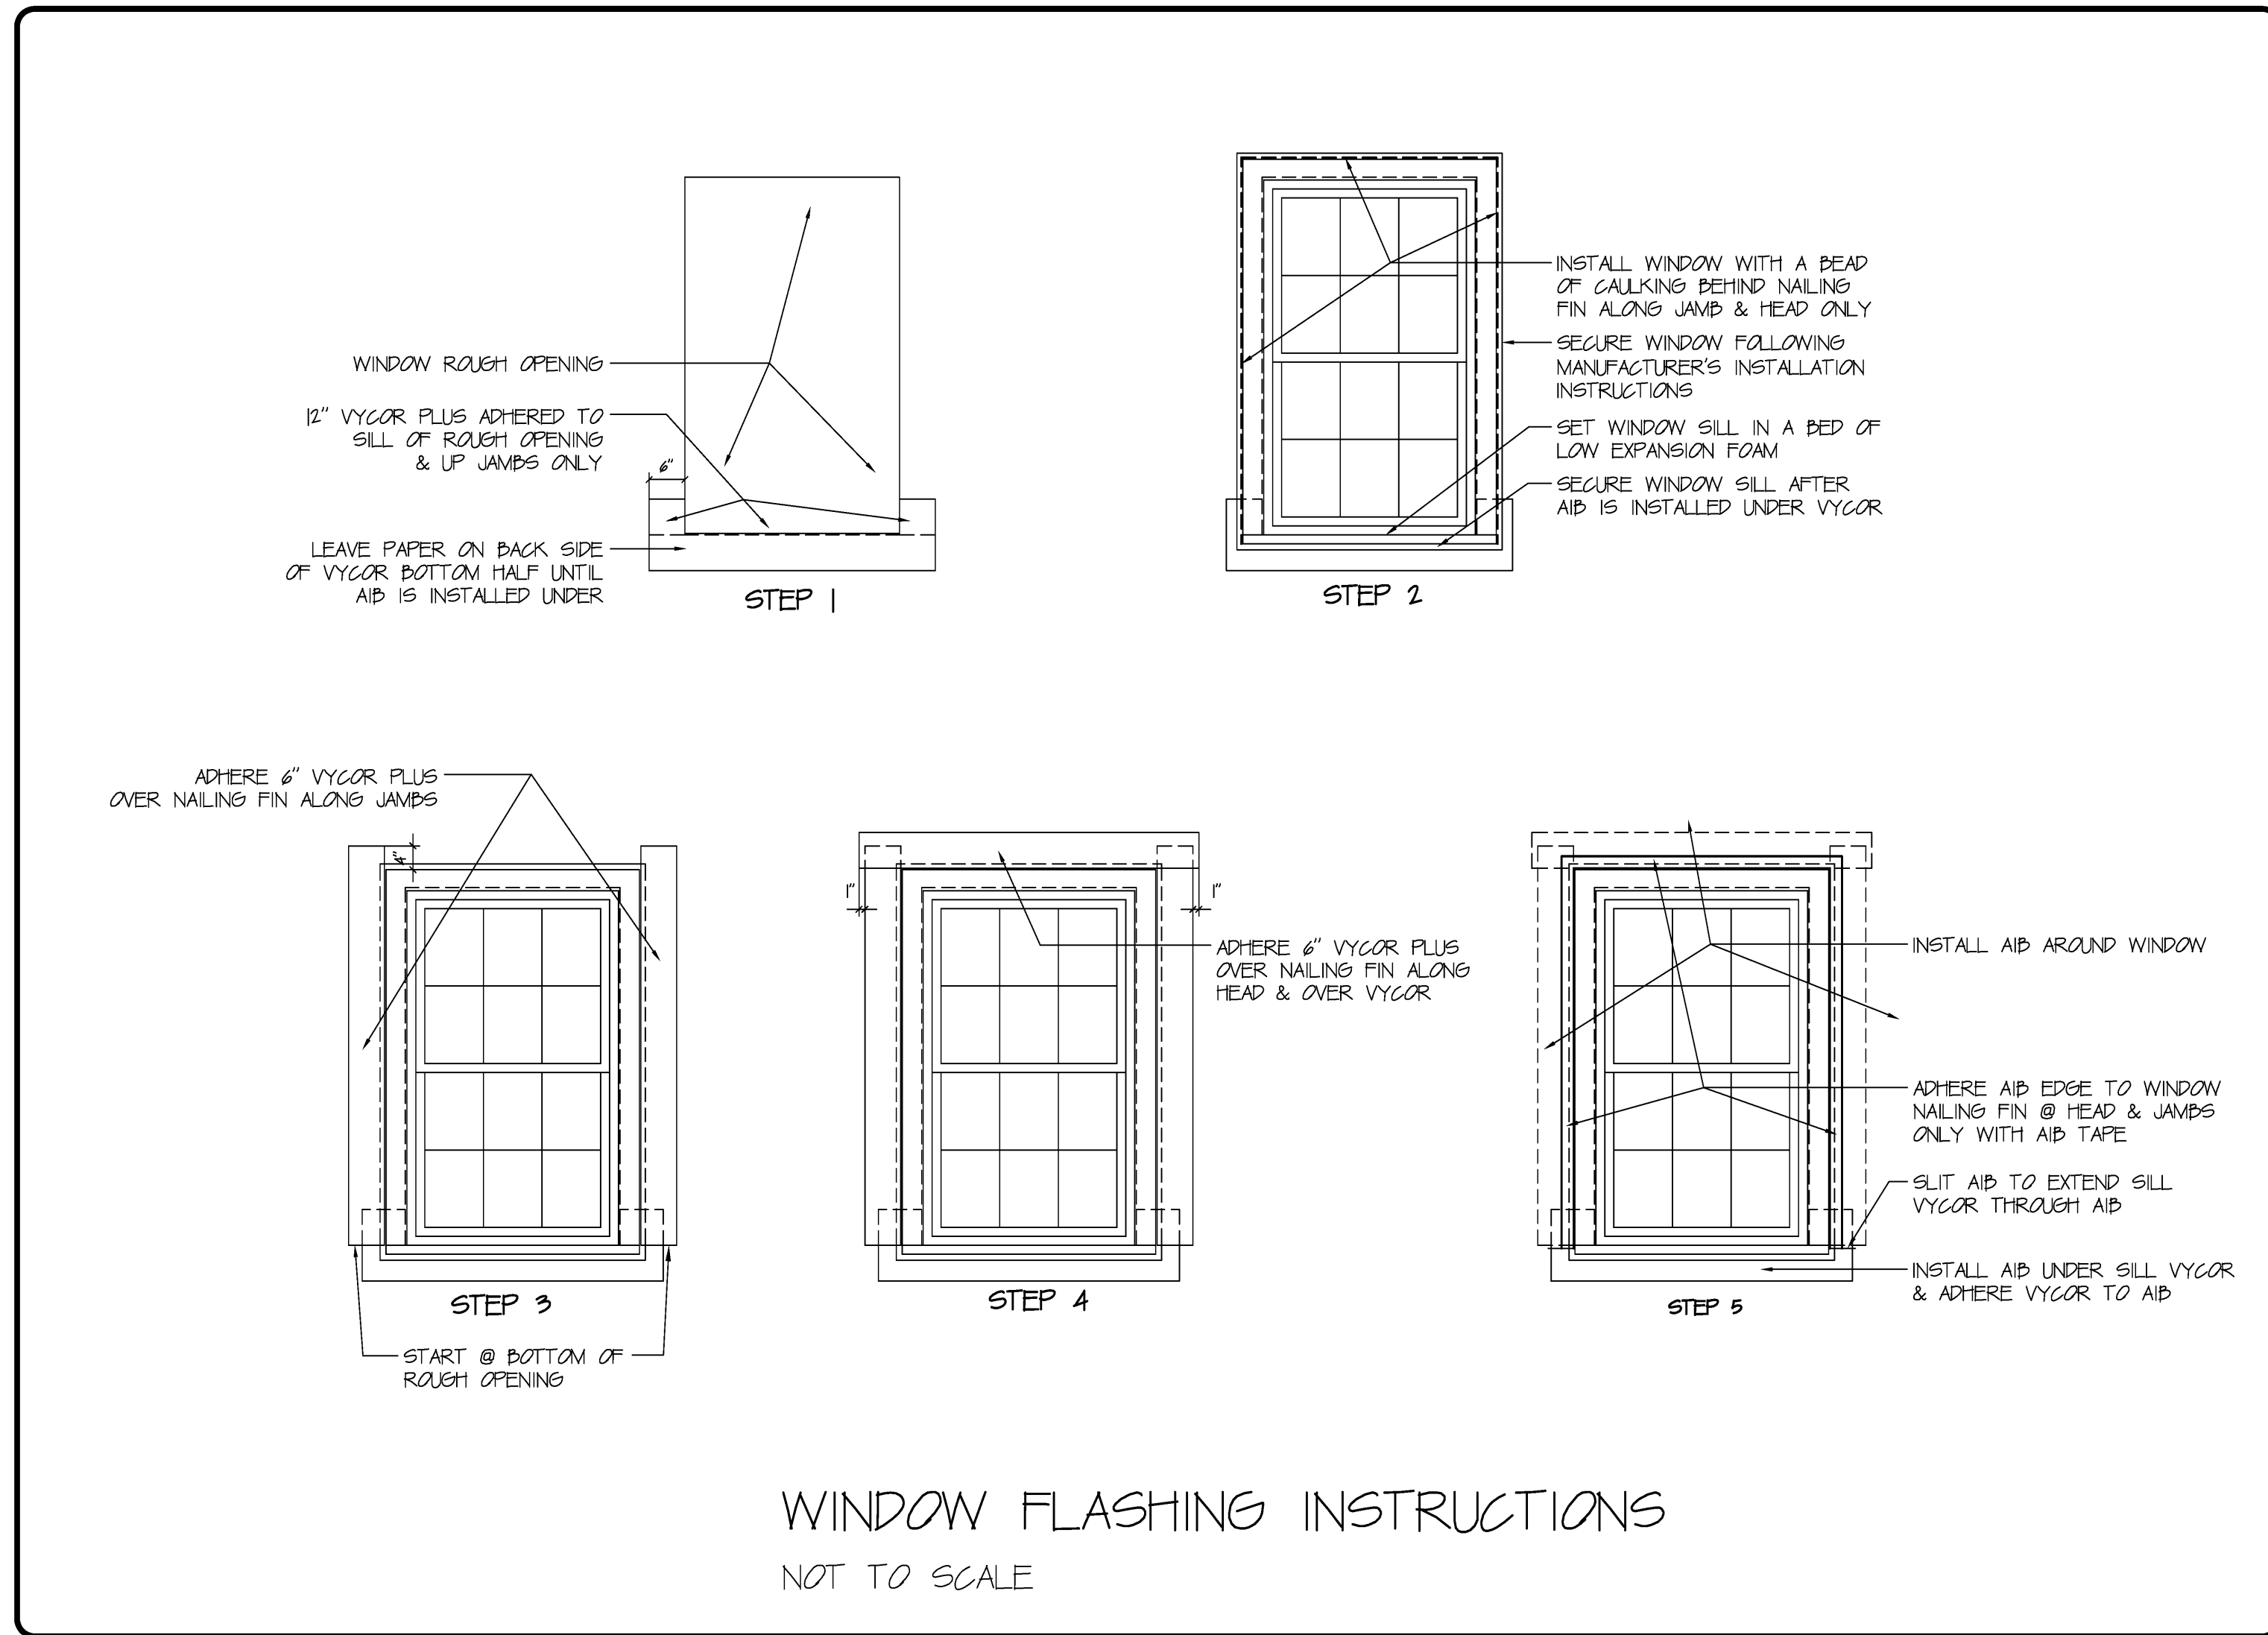 WINDOW ROUGH OPENING
12" VYCOR PLUS ADHERED TO
SILL OF ROUGH OPENING
& UP JAMBS ONLY
6"
LEAVE PAPER ON BACK SIDE
OF VYCOR BOTTOM HALF UNTIL
AIB IS INSTALLED UNDER
STEP 1
INSTALL WINDOW WITH A BEAD
OF CAULKING BEHIND NAILING
FIN ALONG JAMB & HEAD ONLY
SECURE WINDOW FOLLOWING
MANUFACTURER'S INSTALLATION
INSTRUCTIONS
SET WINDOW SILL IN A BED OF
LOW EXPANSION FOAM
SECURE WINDOW SILL AFTER
AIB IS INSTALLED UNDER VYCOR
STEP 2
ADHERE 6" VYCOR PLUS
OVER NAILING FIN ALONG JAMBS
4"
STEP 3
START @ BOTTOM OF
ROUGH OPENING
1"
1"
ADHERE 6" VYCOR PLUS
OVER NAILING FIN ALONG
HEAD & OVER VYCOR
STEP 4
INSTALL AIB AROUND WINDOW
ADHERE AIB EDGE TO WINDOW
NAILING FIN @ HEAD & JAMBS
ONLY WITH AIB TAPE
SLIT AIB TO EXTEND SILL
VYCOR THROUGH AIB
INSTALL AIB UNDER SILL VYCOR
& ADHERE VYCOR TO AIB
STEP 5
WINDOW FLASHING INSTRUCTIONS
NOT TO SCALE